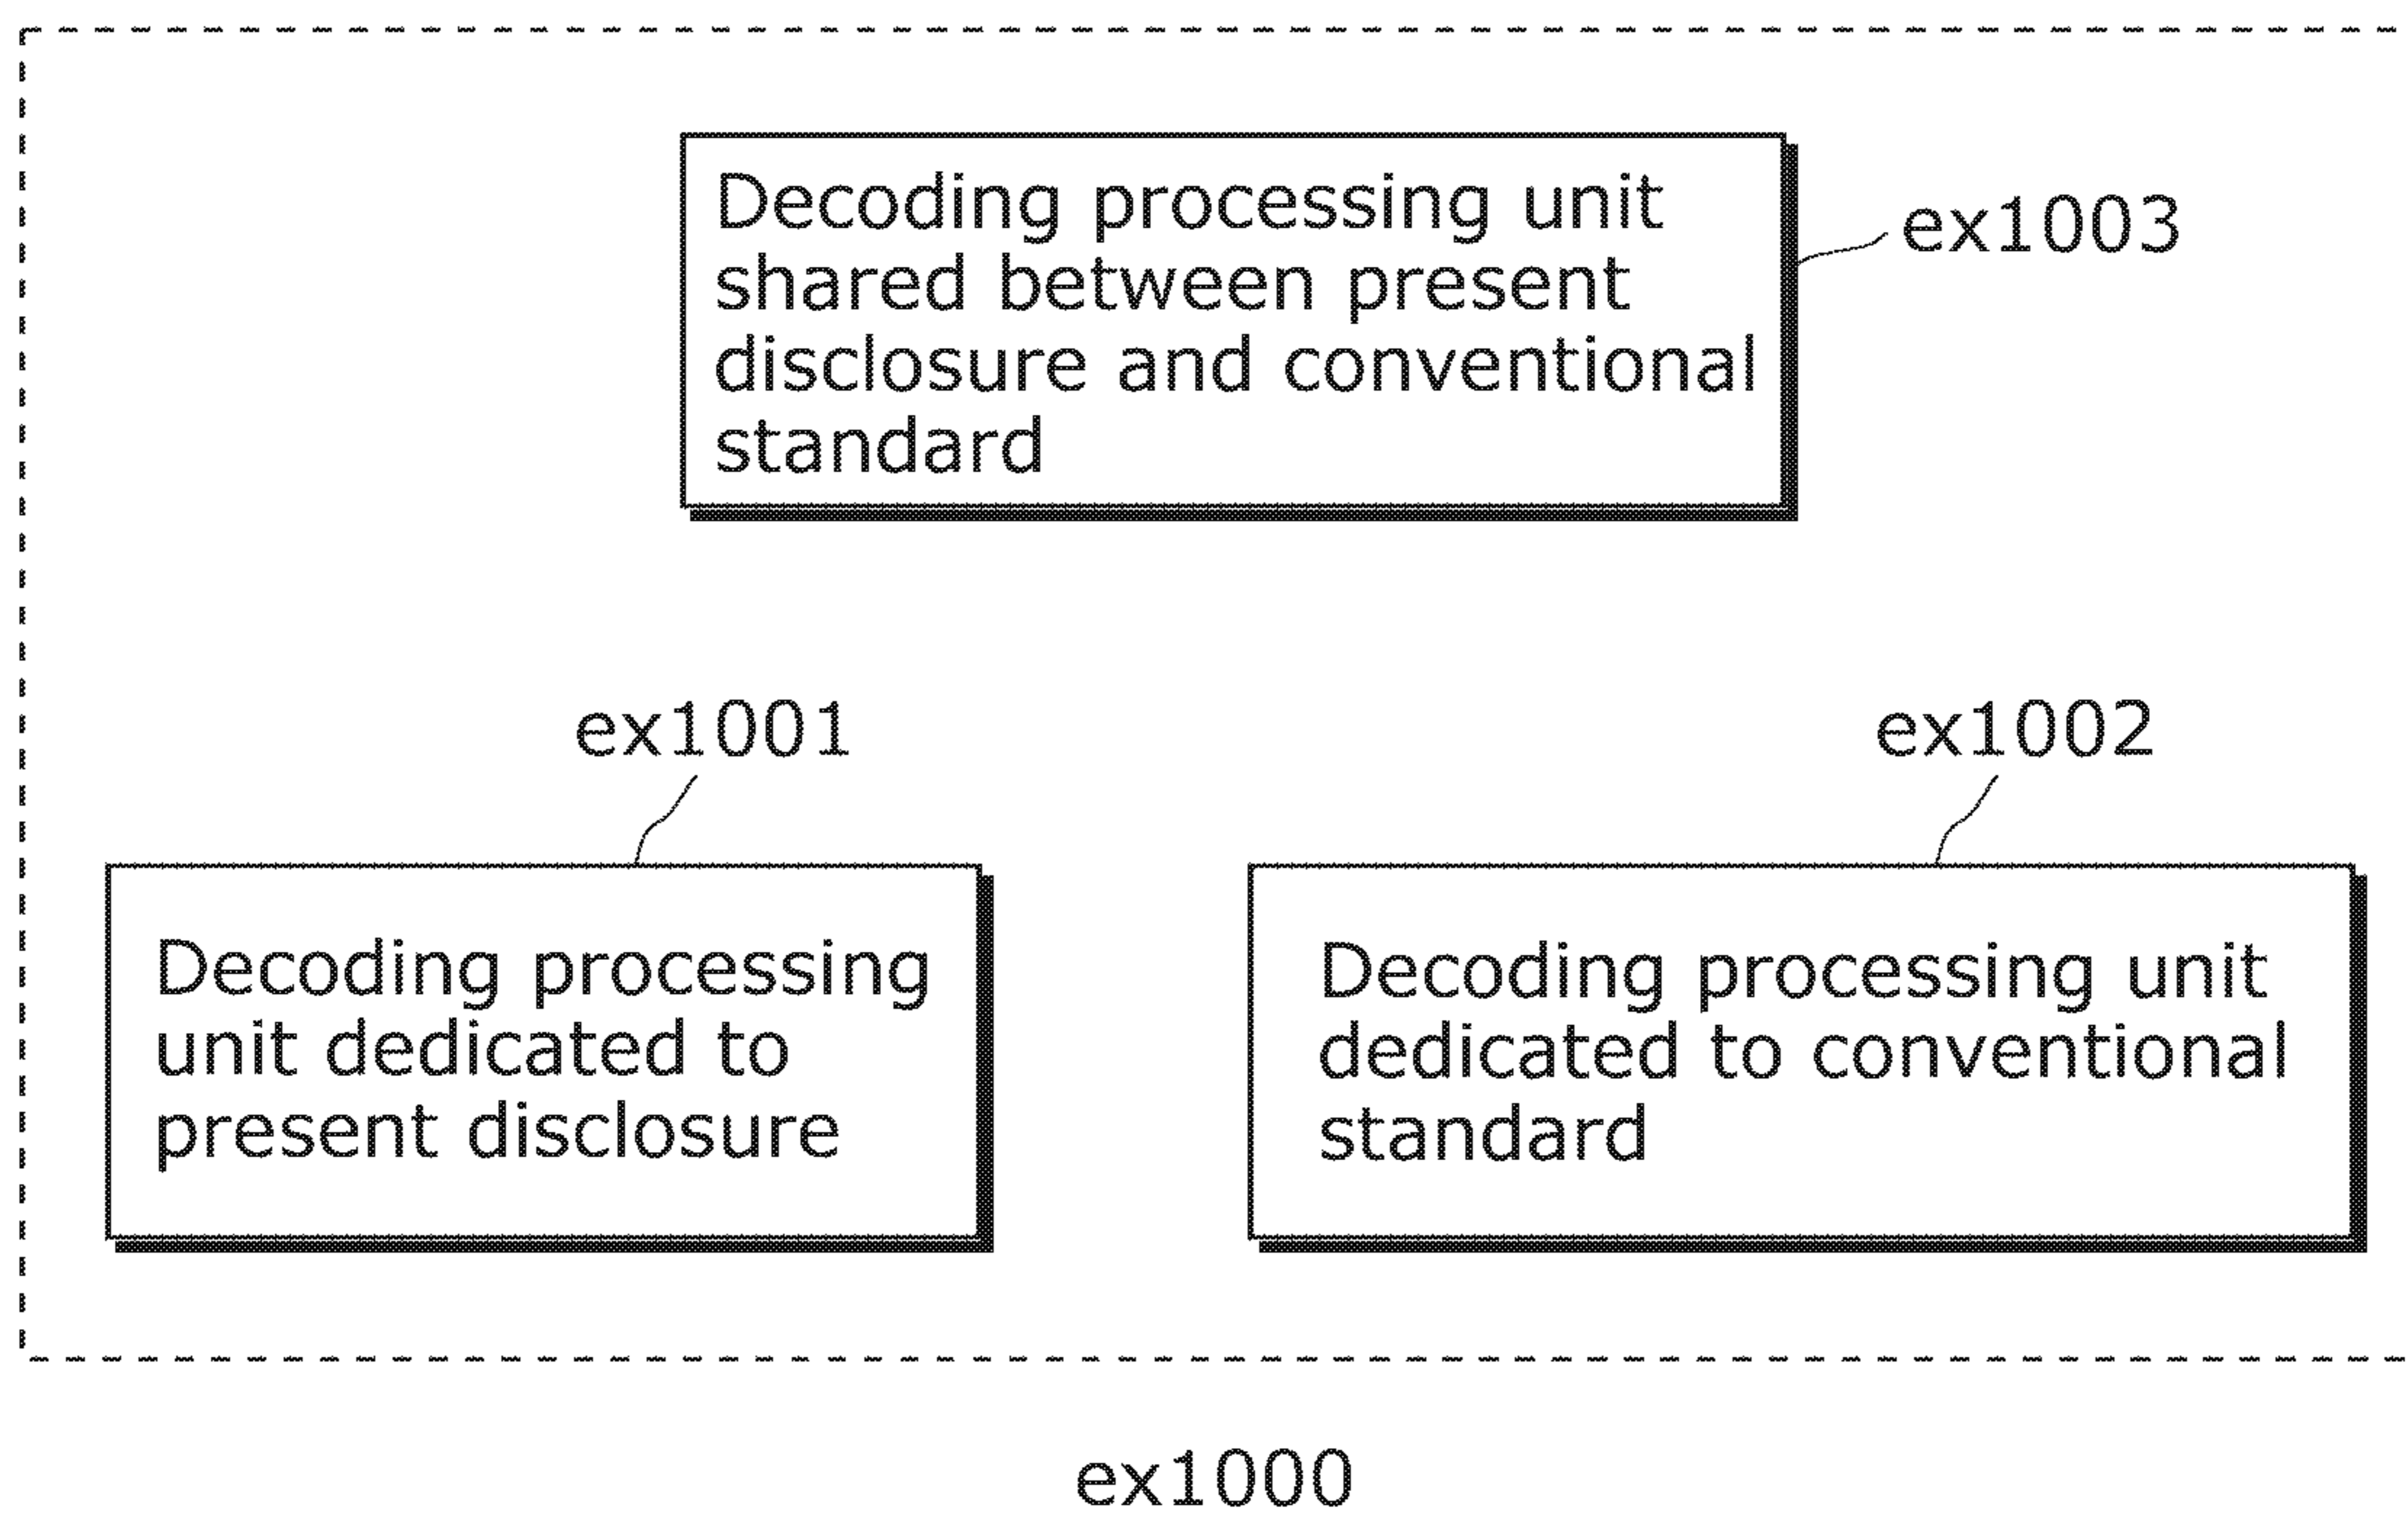 Decoding processing unit
shared between present
disclosure and conventional
standard
ex1003
ex1001
ex1002
Decoding processing
unit dedicated to
present disclosure
Decoding processing unit
dedicated to conventional
standard
ex1000